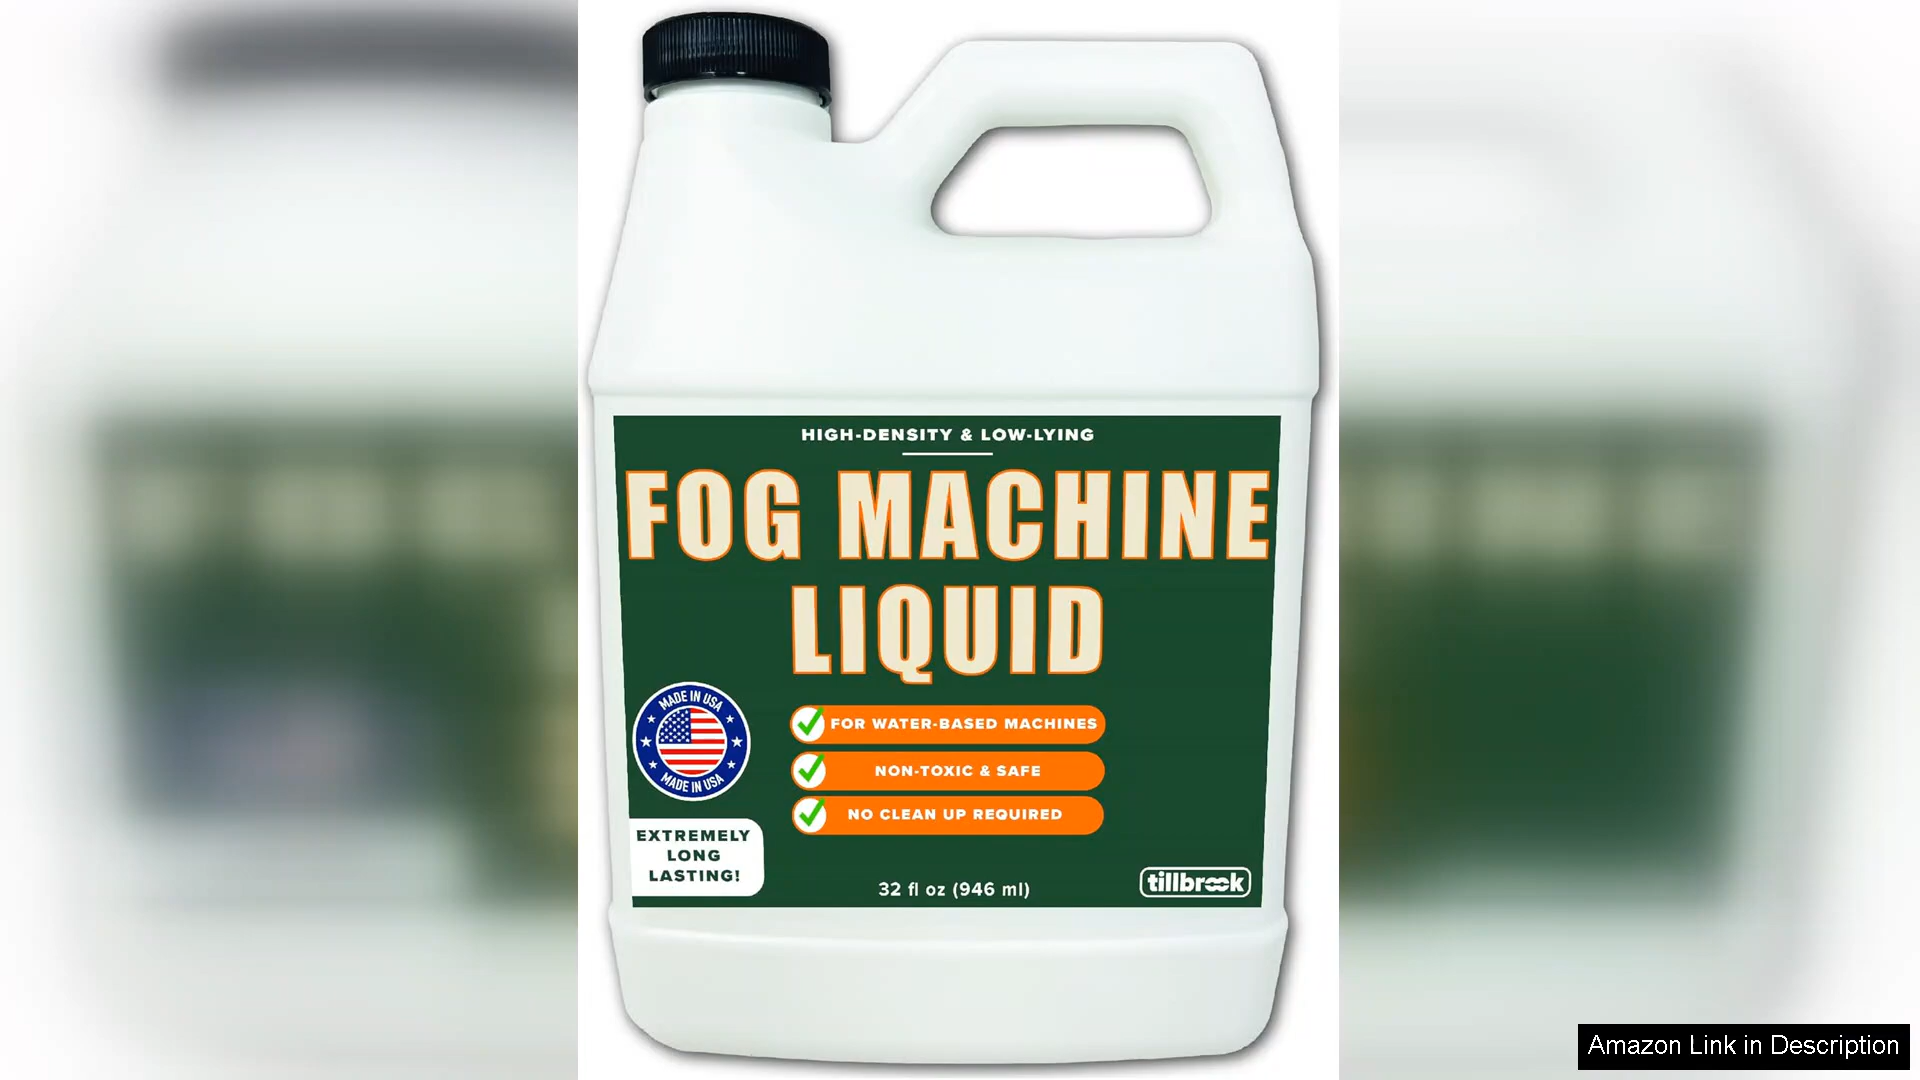 HIGH-DENSITY & LOW-LYING
FOG MACHINE
LIQUID
MADE IN USA
MADE IN USA
FOR WATER-BASED MACHINES
NON-TOXIC & SAFE
NO CLEAN UP REQUIRED
EXTREMELY
LONG
LASTING!
32 fl oz (946 ml)
tillbrook
Amazon Link in Description